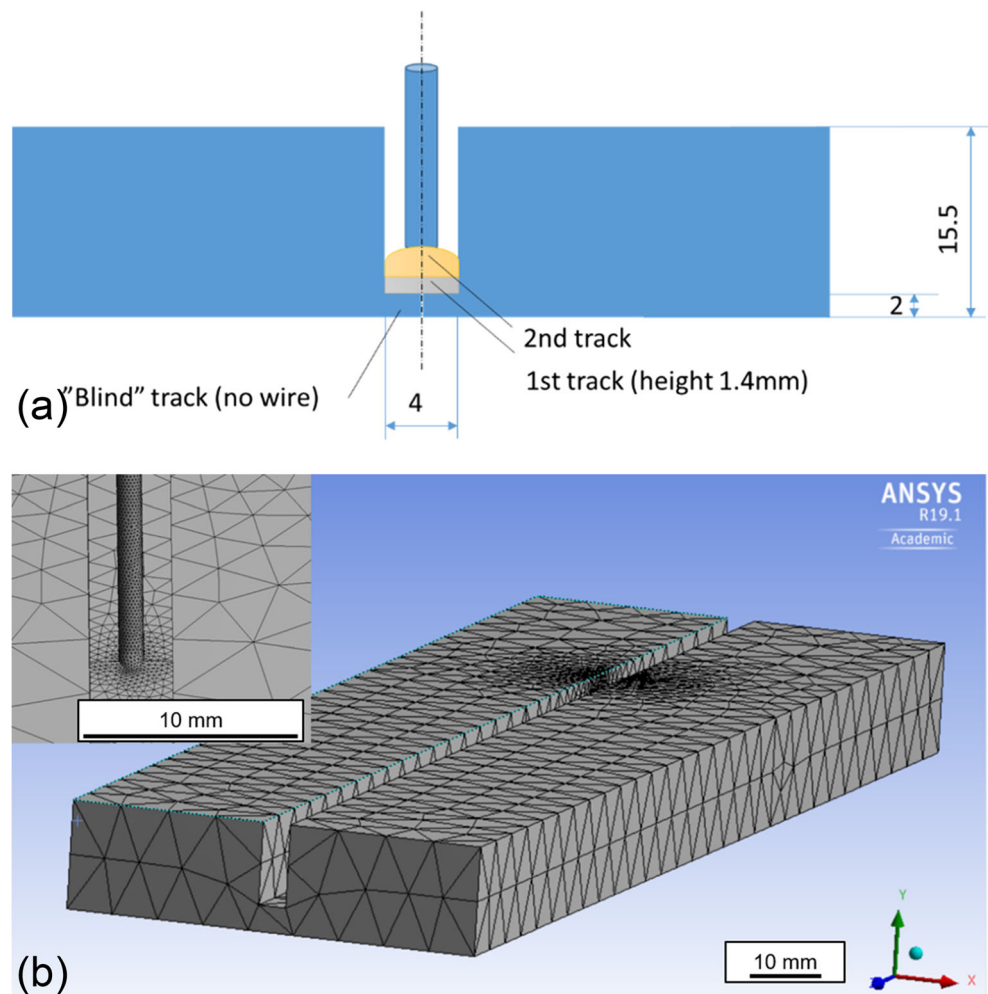 15.5
2
2nd track
1st track (height 1.4mm)
"Blind" track (no wire)
4
(a)
ANSYS
R19.1
Academic
10 mm
10 mm
Y
X
Z
(b)